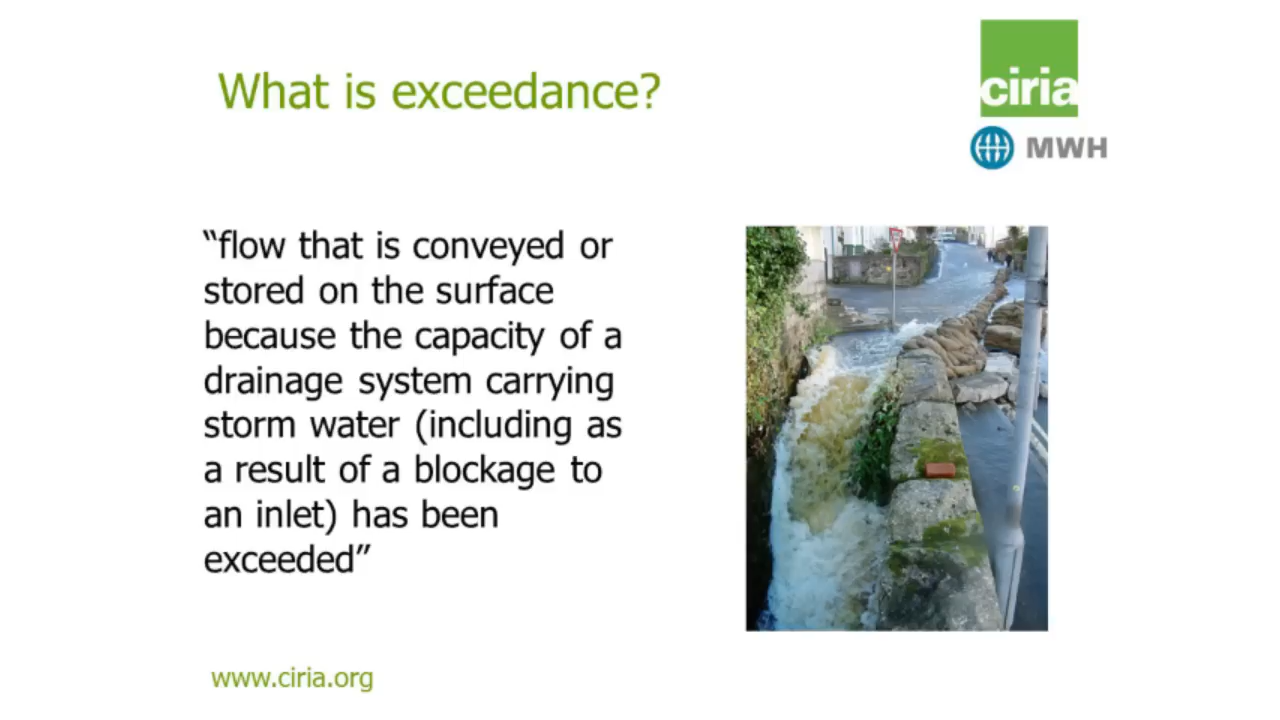 What is exceedance?
ciria
MWH
“flow that is conveyed or
stored on the surface
because the capacity of a
drainage system carrying
storm water (including as
a result of a blockage to
an inlet) has been
exceeded”
www.ciria.org